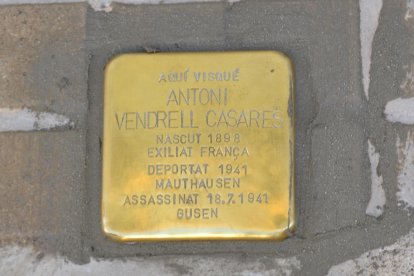 AQUÍ VISQUÉ
ANTONI
VENDRELL CASARES
NASCUT 1898
EXILIAT FRANÇA
DEPORTAT 1941
MAUTHAUSEN
ASSASSINAT 18.7.1941
GUSEN